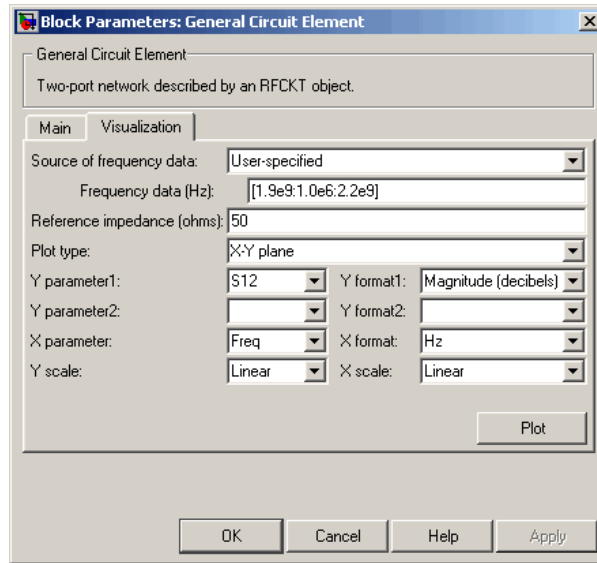 Block Parameters: General Circuit Element
General Circuit Element
Two-port network described by an RFCKT object.
Main Visualization
Source of frequency data: User-specified
Frequency data (Hz): [1.9e9:1.0e6:2.2e9]
Reference impedance (ohms): 50
Plot type: X-Y plane
Y parameter1: S12 Y format1: Magnitude (decibels)
Y parameter2: Y format2:
X parameter: Freq X format: Hz
Y scale: Linear X scale: Linear
Plot
OK Cancel Help Apply